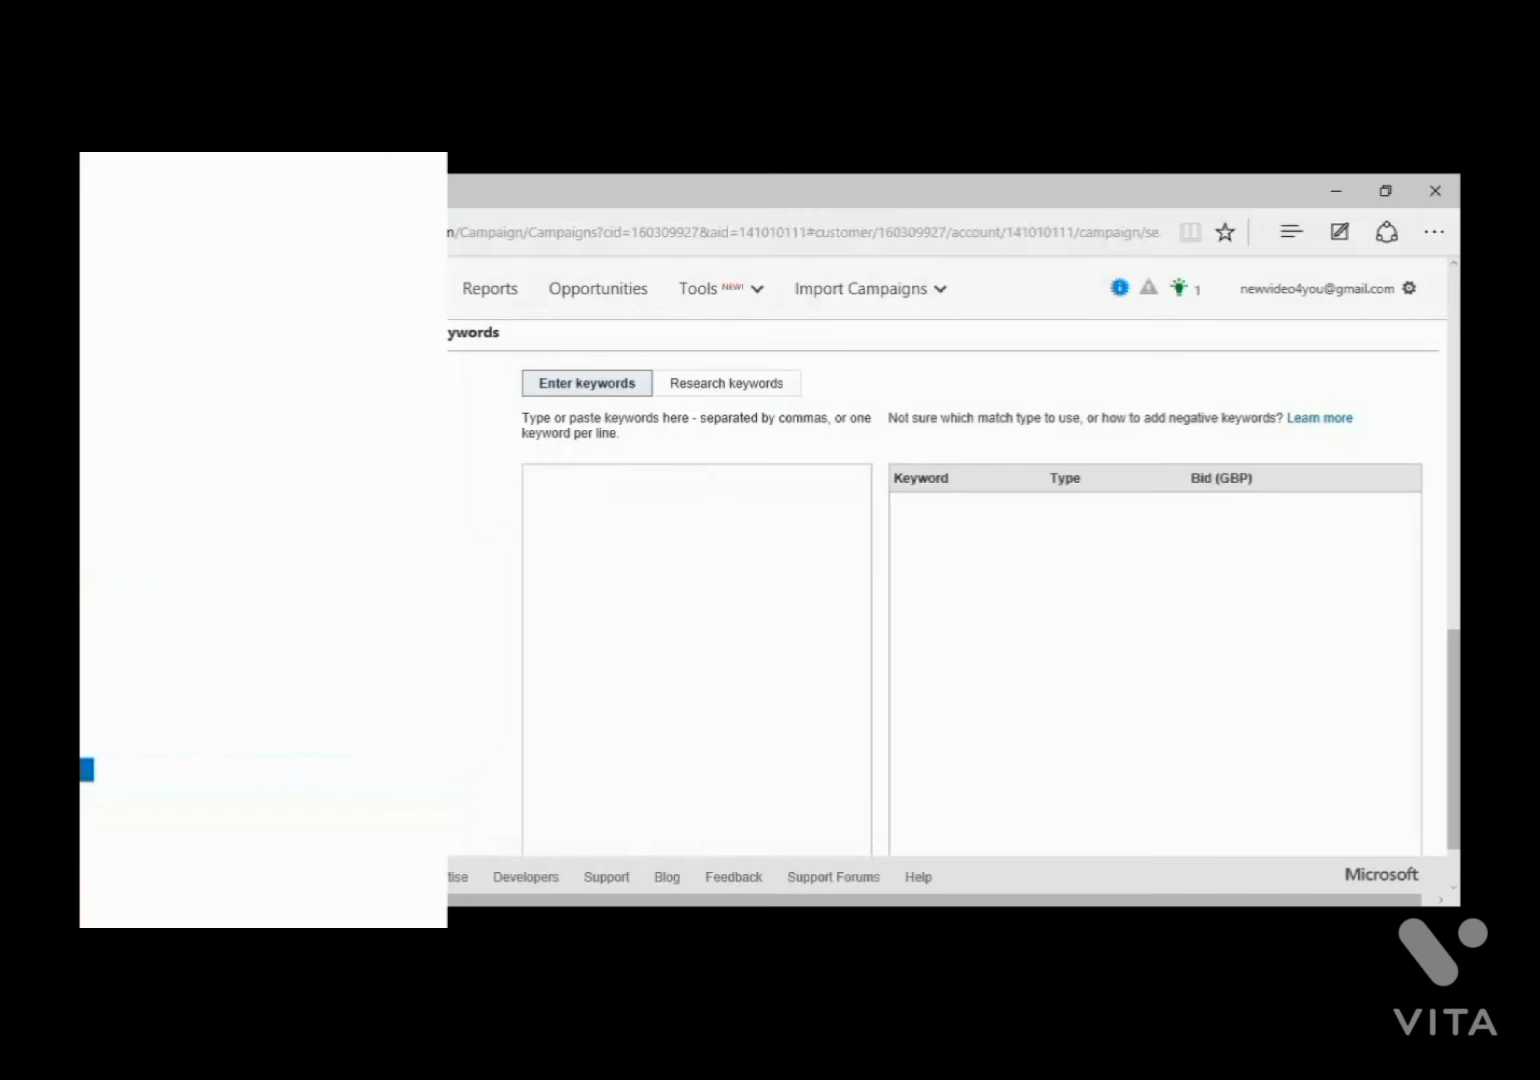 n/Campaign/Campaigns?cid=160309927&aid=141010111#customer/160309927/account/141010111/campaign/se
Reports Opportunities Tools NEW! Import Campaigns 1 newvideo4you@gmail.com
ywords
Enter keywords Research keywords
Type or paste keywords here - separated by commas, or one
keyword per line.
Not sure which match type to use, or how to add negative keywords? Learn more
Keyword Type Bid (GBP)
tise Developers Support Blog Feedback Support Forums Help Microsoft
VITA